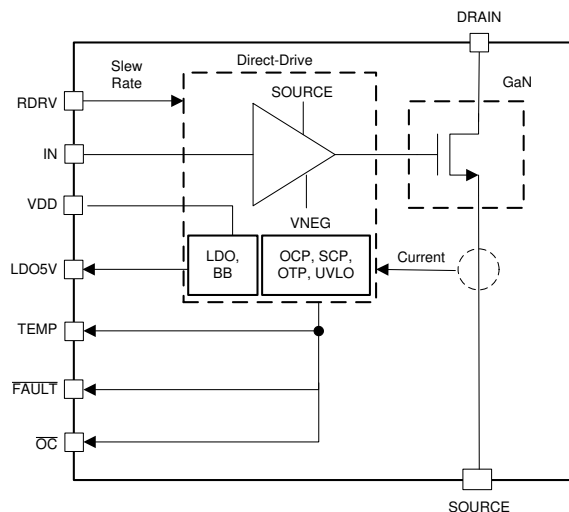 DRAIN
Slew
Rate
Direct-Drive
GaN
RDRV
SOURCE
IN
VDD
VNEG
LDO,
BB
OCP, SCP,
OTP, UVLO
Current
LDO5V
TEMP
FAULT
OC
SOURCE